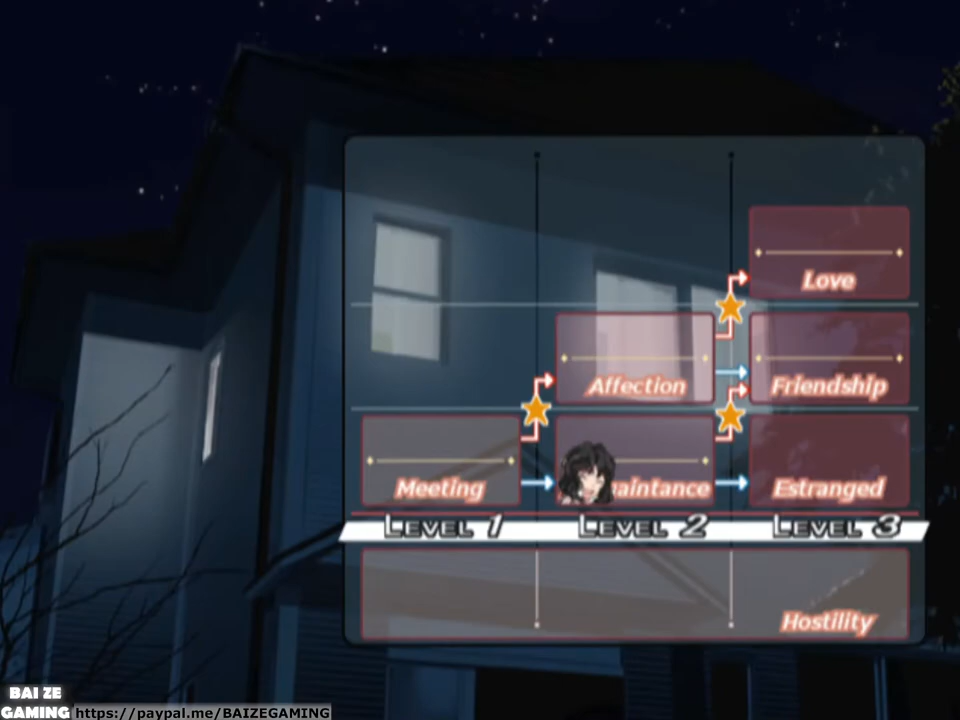 Love
Affection
Friendship
Meeting
aintance
Estranged
LEVEL 1
LEVEL 2
LEVEL 3
Hostility
BAI ZE
GAMING https://paypal.me/BAIZEGAMING